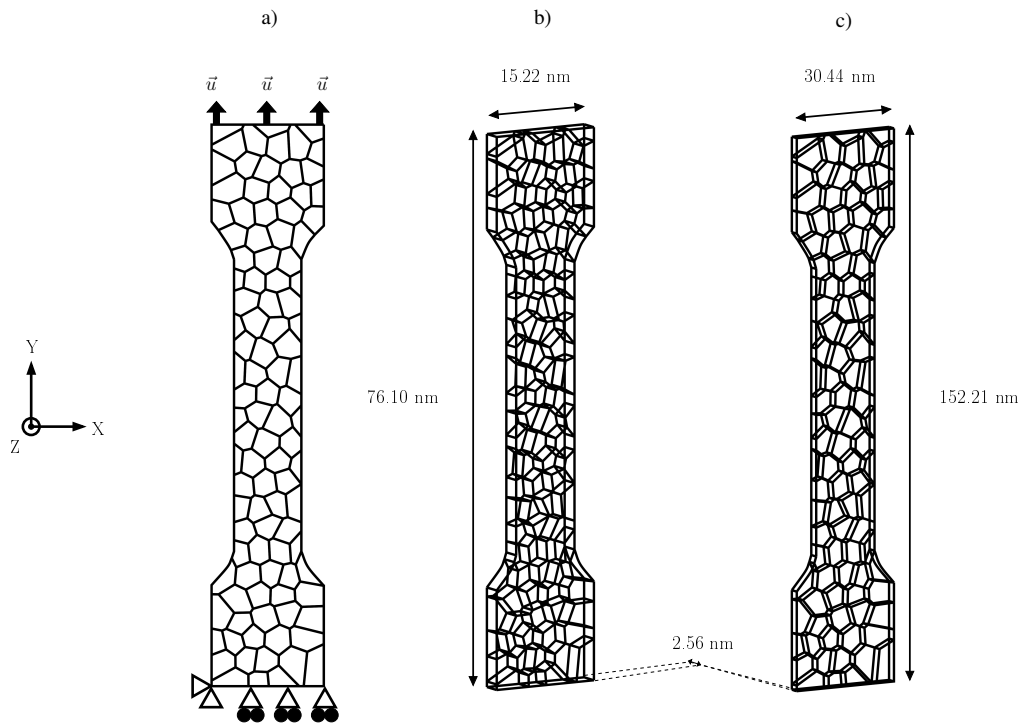 a) b) c)
15.22 nm 30.44 nm
u⃗ u⃗ u⃗
Y
76.10 nm 152.21 nm
X
Z
2.56 nm